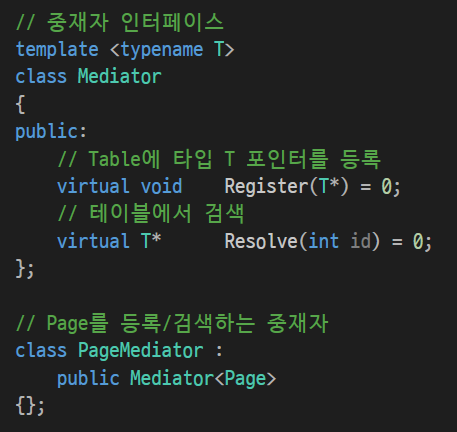 // 중재자 인터페이스
template <typename T>
class Mediator
{
public:
    // Table에 타입 T 포인터를 등록
    virtual void    Register(T*) = 0;
    // 테이블에서 검색
    virtual T*      Resolve(int id) = 0;
};

// Page를 등록/검색하는 중재자
class PageMediator :
    public Mediator<Page>
{};